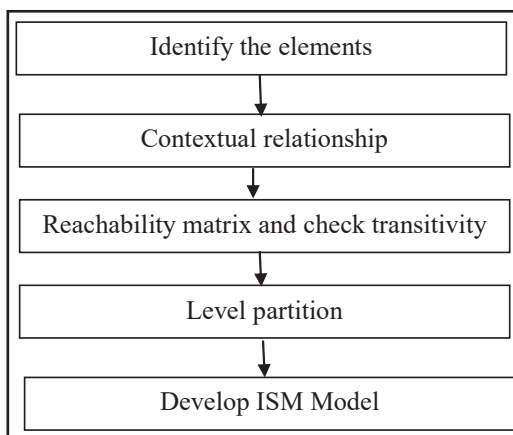 Identify the elements
Contextual relationship
Reachability matrix and check transitivity
Level partition
Develop ISM Model